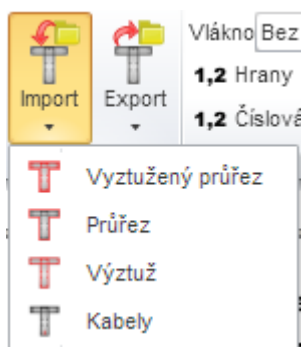 Vlákno Bez
Import
Export
1,2 Hrany
1,2 Číslová
Vyztužený průřez
Průřez
Výztuž
Kabely